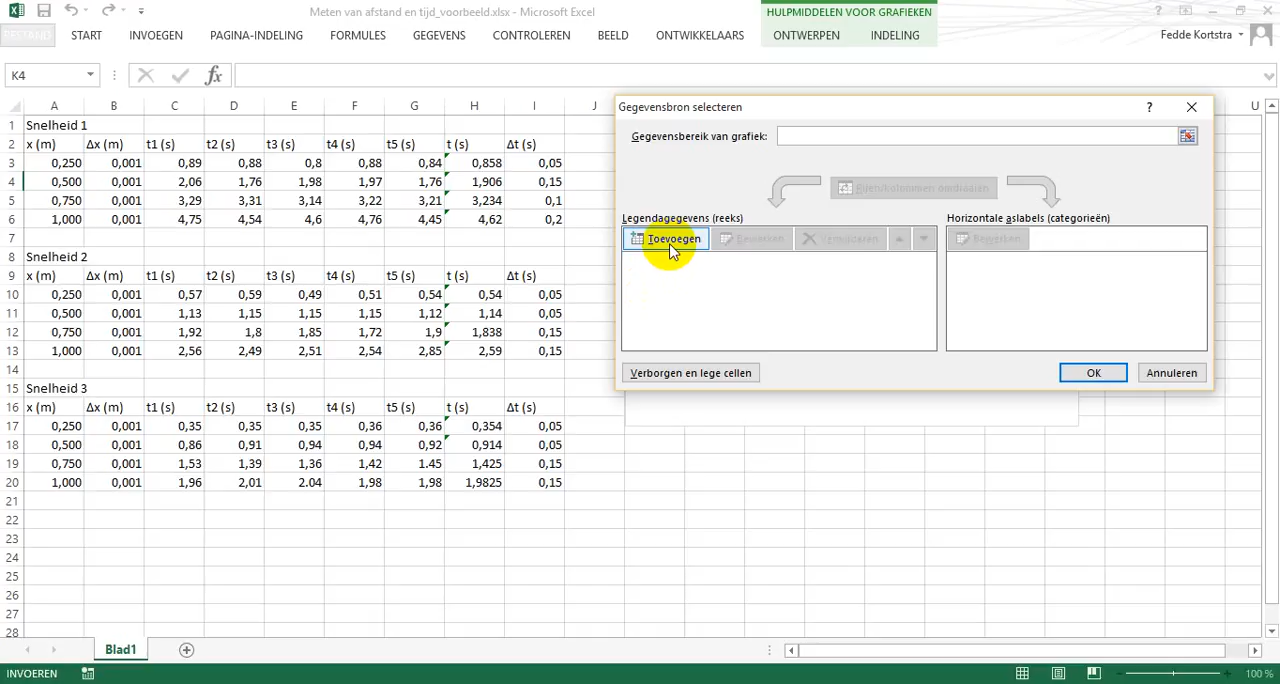 Meten van afstand en tijd_voorbeeld.xlsx - Microsoft Excel
HULPMIDDELEN VOOR GRAFIEKEN
BESTAND START INVOEGEN PAGINA-INDELING FORMULES GEGEVENS CONTROLEREN BEELD ONTWIKKELAARS ONTWERPEN INDELING Fedde Kortstra
K4 fx
A B C D E F G H I J U
1 Snelheid 1
2 x (m) Δx (m) t1 (s) t2 (s) t3 (s) t4 (s) t5 (s) t (s) Δt (s)
3 0,250 0,001 0,89 0,88 0,8 0,88 0,84 0,858 0,05
4 0,500 0,001 2,06 1,76 1,98 1,97 1,76 1,906 0,15
5 0,750 0,001 3,29 3,31 3,14 3,22 3,21 3,234 0,1
6 1,000 0,001 4,75 4,54 4,6 4,76 4,45 4,62 0,2
7
8 Snelheid 2
9 x (m) Δx (m) t1 (s) t2 (s) t3 (s) t4 (s) t5 (s) t (s) Δt (s)
10 0,250 0,001 0,57 0,59 0,49 0,51 0,54 0,54 0,05
11 0,500 0,001 1,13 1,15 1,15 1,15 1,12 1,14 0,05
12 0,750 0,001 1,92 1,8 1,85 1,72 1,9 1,838 0,15
13 1,000 0,001 2,56 2,49 2,51 2,54 2,85 2,59 0,15
14
15 Snelheid 3
16 x (m) Δx (m) t1 (s) t2 (s) t3 (s) t4 (s) t5 (s) t (s) Δt (s)
17 0,250 0,001 0,35 0,35 0,35 0,36 0,36 0,354 0,05
18 0,500 0,001 0,86 0,91 0,94 0,94 0,92 0,914 0,05
19 0,750 0,001 1,53 1,39 1,36 1,42 1.45 1,425 0,15
20 1,000 0,001 1,96 2,01 2.04 1,98 1,98 1,9825 0,15
21
22
23
24
25
26
27
28
Gegevensbron selecteren ?
Gegevensbereik van grafiek:
Rijen/kolommen omdraaien
Legendagegevens (reeks) Horizontale aslabels (categorieën)
Toevoegen Bewerken Verwijderen Bewerken
Verborgen en lege cellen OK Annuleren
Blad1
INVOEREN 100 %